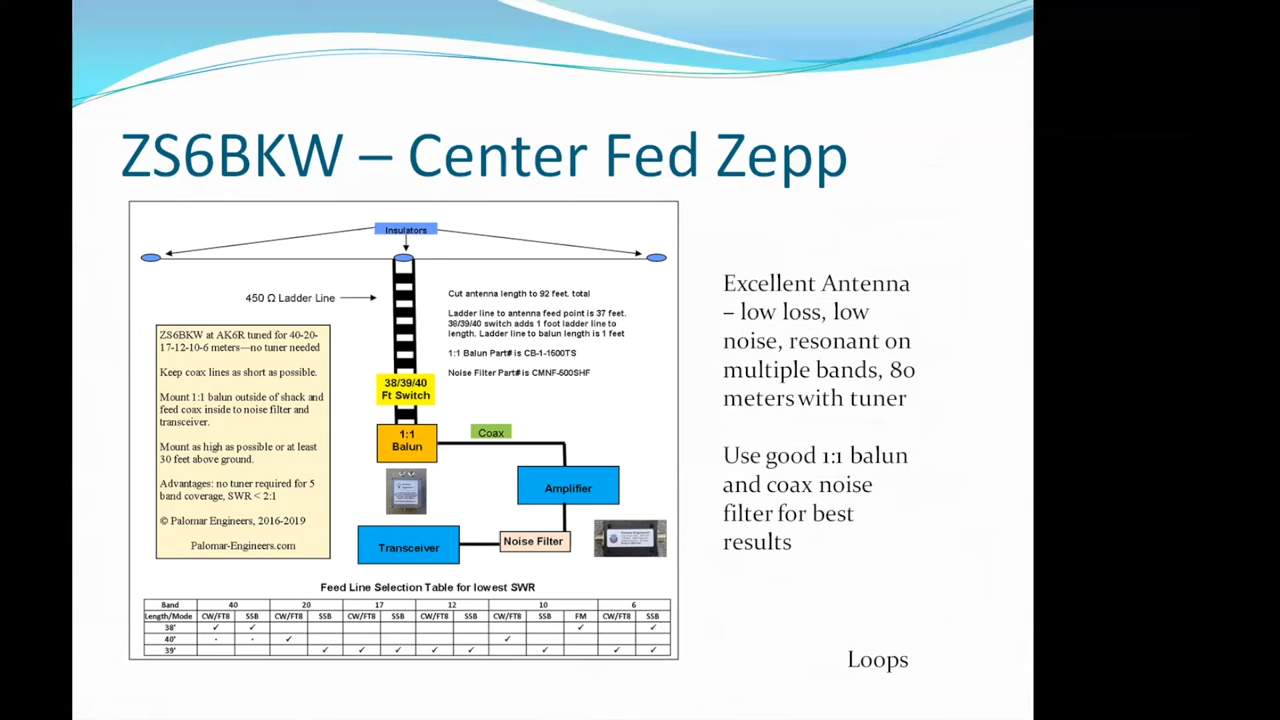 ZS6BKW – Center Fed Zepp
Insulators
450 Ω Ladder Line
Cut antenna length to 92 feet. total
Ladder line to antenna feed point is 37 feet.
38/39/40 switch adds 1 foot ladder line to
length. Ladder line to balun length is 1 feet
1:1 Balun Part# is CB-1-1500TS
Noise Filter Part# is CMNF-500SHF
ZS6BKW at AK6R tuned for 40-20-
17-12-10-6 meters—no tuner needed
Keep coax lines as short as possible.
Mount 1:1 balun outside of shack and
feed coax inside to noise filter and
transceiver.
Mount as high as possible or at least
30 feet above ground.
Advantages: no tuner required for 5
band coverage, SWR < 2:1
© Palomar Engineers, 2016-2019
Palomar-Engineers.com
38/39/40
Ft Switch
1:1
Balun
Coax
Amplifier
Noise Filter
Transceiver
Feed Line Selection Table for lowest SWR
Band 40 20 17 12 10 6
Length/Mode CW/FT8 SSB CW/FT8 SSB CW/FT8 SSB CW/FT8 SSB CW/FT8 SSB FM CW/FT8 SSB
38' ✓ ✓ ✓ ✓
40' · · ✓ ✓
39' ✓ ✓ ✓ ✓ ✓ ✓ ✓ ✓
Excellent Antenna
– low loss, low
noise, resonant on
multiple bands, 80
meters with tuner
Use good 1:1 balun
and coax noise
filter for best
results
Loops